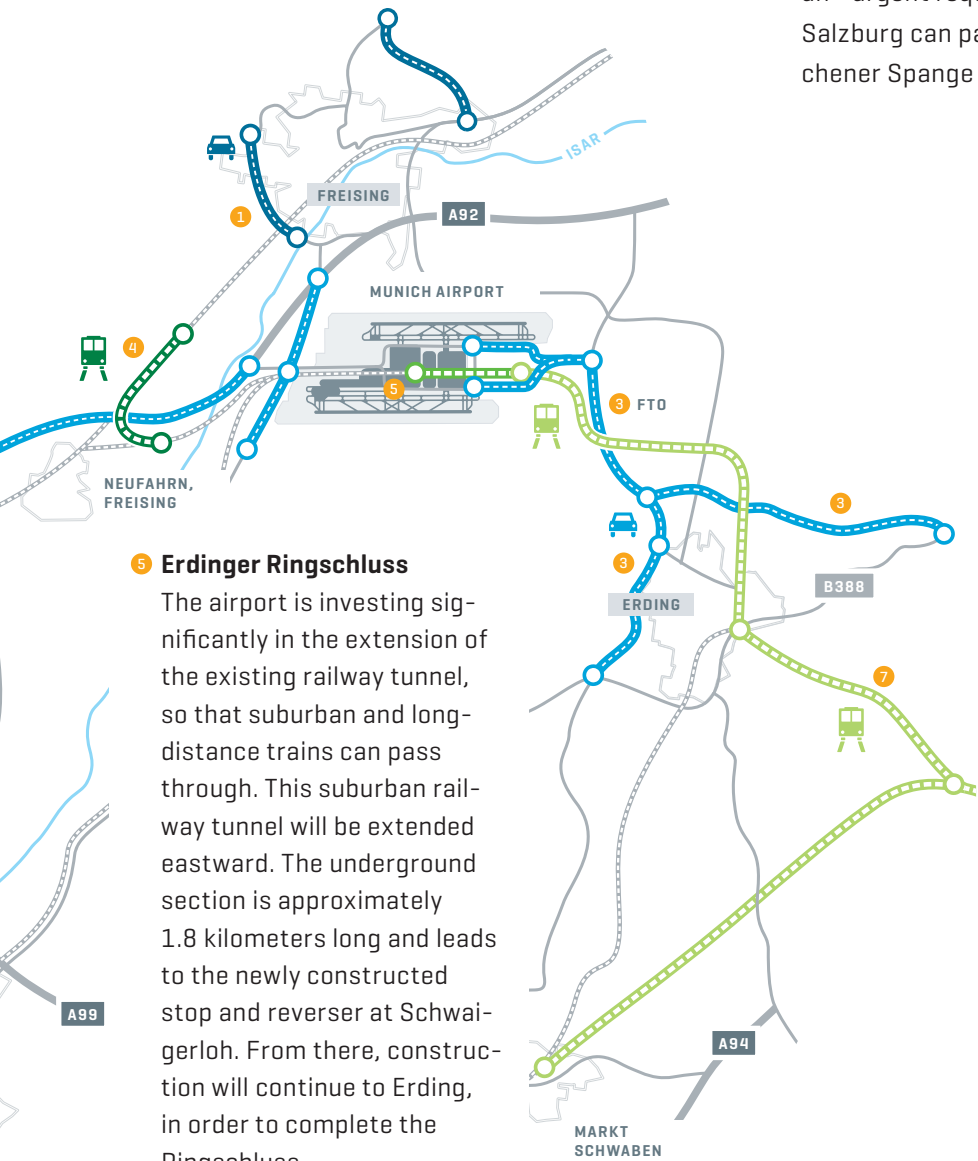 Salzburg can pa
chener Spange
ISAR
FREISING
1
A92
MUNICH AIRPORT
4
5
3 FTO
NEUFAHRN,
FREISING
3
3
B388
ERDING
7
5 Erdinger Ringschluss
The airport is investing sig-
nificantly in the extension of
the existing railway tunnel,
so that suburban and long-
distance trains can pass
through. This suburban rail-
way tunnel will be extended
eastward. The underground
section is approximately
1.8 kilometers long and leads
to the newly constructed
stop and reverser at Schwai-
gerloh. From there, construc-
tion will continue to Erding,
in order to complete the
Ringschluss
A99
A94
MARKT
SCHWABEN